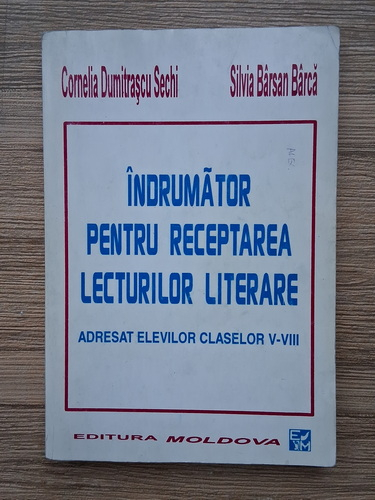 Cornelia Dumitrașcu Sechi Silvia Bârsan Bârcă
ÎNDRUMĂTOR
PENTRU RECEPTAREA
LECTURILOR LITERARE
ADRESAT ELEVILOR CLASELOR V-VIII
EDITURA MOLDOVA